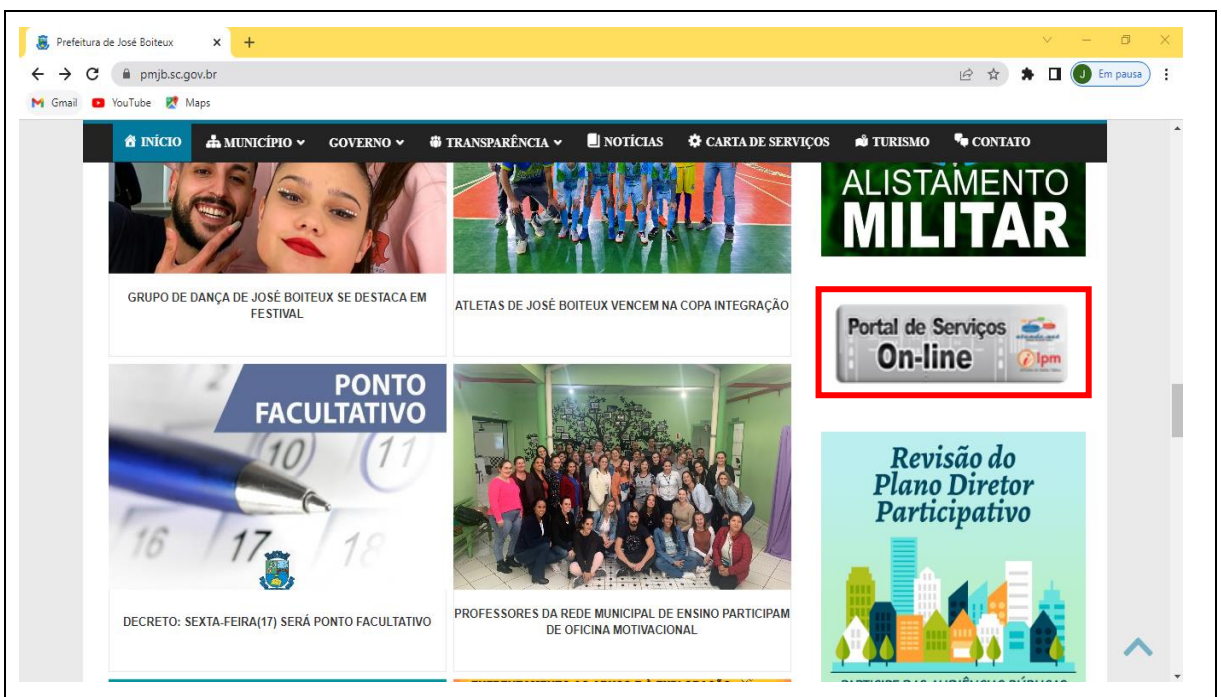 Prefeitura de José Boiteux
pmjb.sc.gov.br
J Em pausa
Gmail YouTube Maps
INÍCIO MUNICÍPIO GOVERNO TRANSPARÊNCIA NOTÍCIAS CARTA DE SERVIÇOS TURISMO CONTATO
ALISTAMENTO
MILITAR
GRUPO DE DANÇA DE JOSÉ BOITEUX SE DESTACA EM
FESTIVAL
ATLETAS DE JOSÉ BOITEUX VENCEM NA COPA INTEGRAÇÃO
Portal de Serviços
On-line
atende.net
lpm
PONTO
FACULTATIVO
10 11
16 17 18
DECRETO: SEXTA-FEIRA(17) SERÁ PONTO FACULTATIVO
PROFESSORES DA REDE MUNICIPAL DE ENSINO PARTICIPAM
DE OFICINA MOTIVACIONAL
Revisão do
Plano Diretor
Participativo